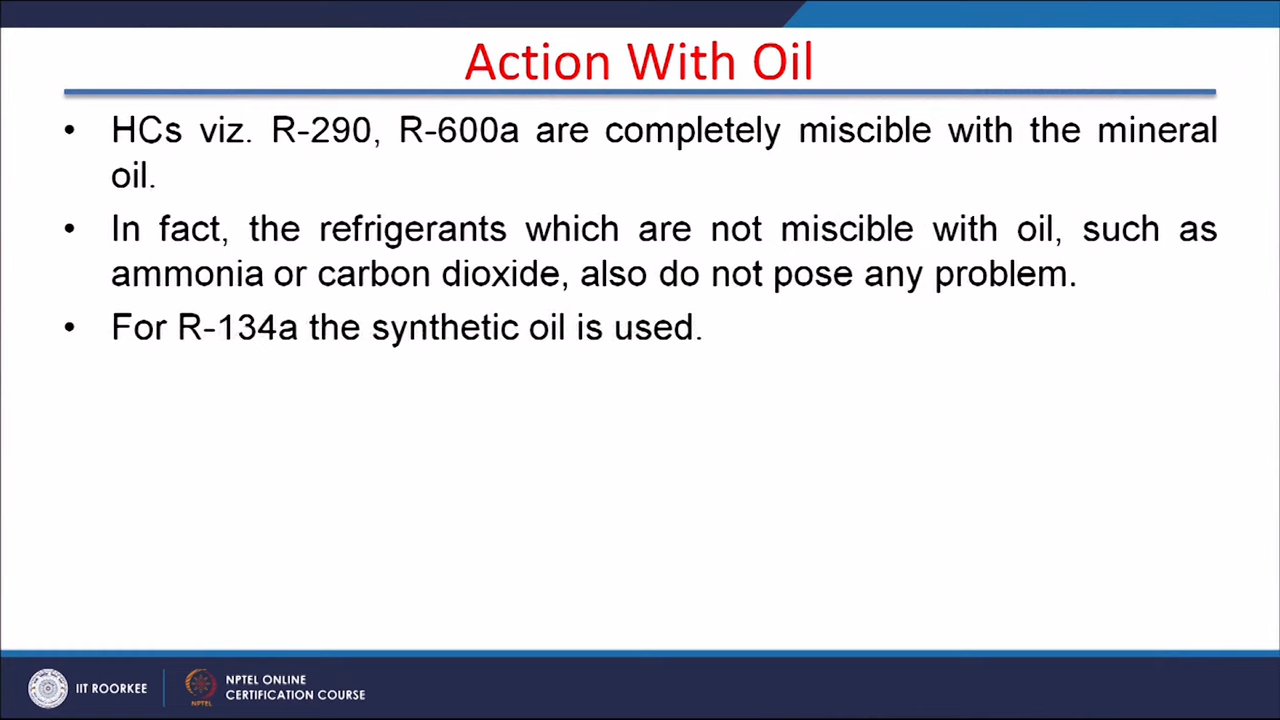 Action With Oil
• HCs viz. R-290, R-600a are completely miscible with the mineral
oil.
• In fact, the refrigerants which are not miscible with oil, such as
ammonia or carbon dioxide, also do not pose any problem.
• For R-134a the synthetic oil is used.
IIT ROORKEE
NPTEL
NPTEL ONLINE
CERTIFICATION COURSE